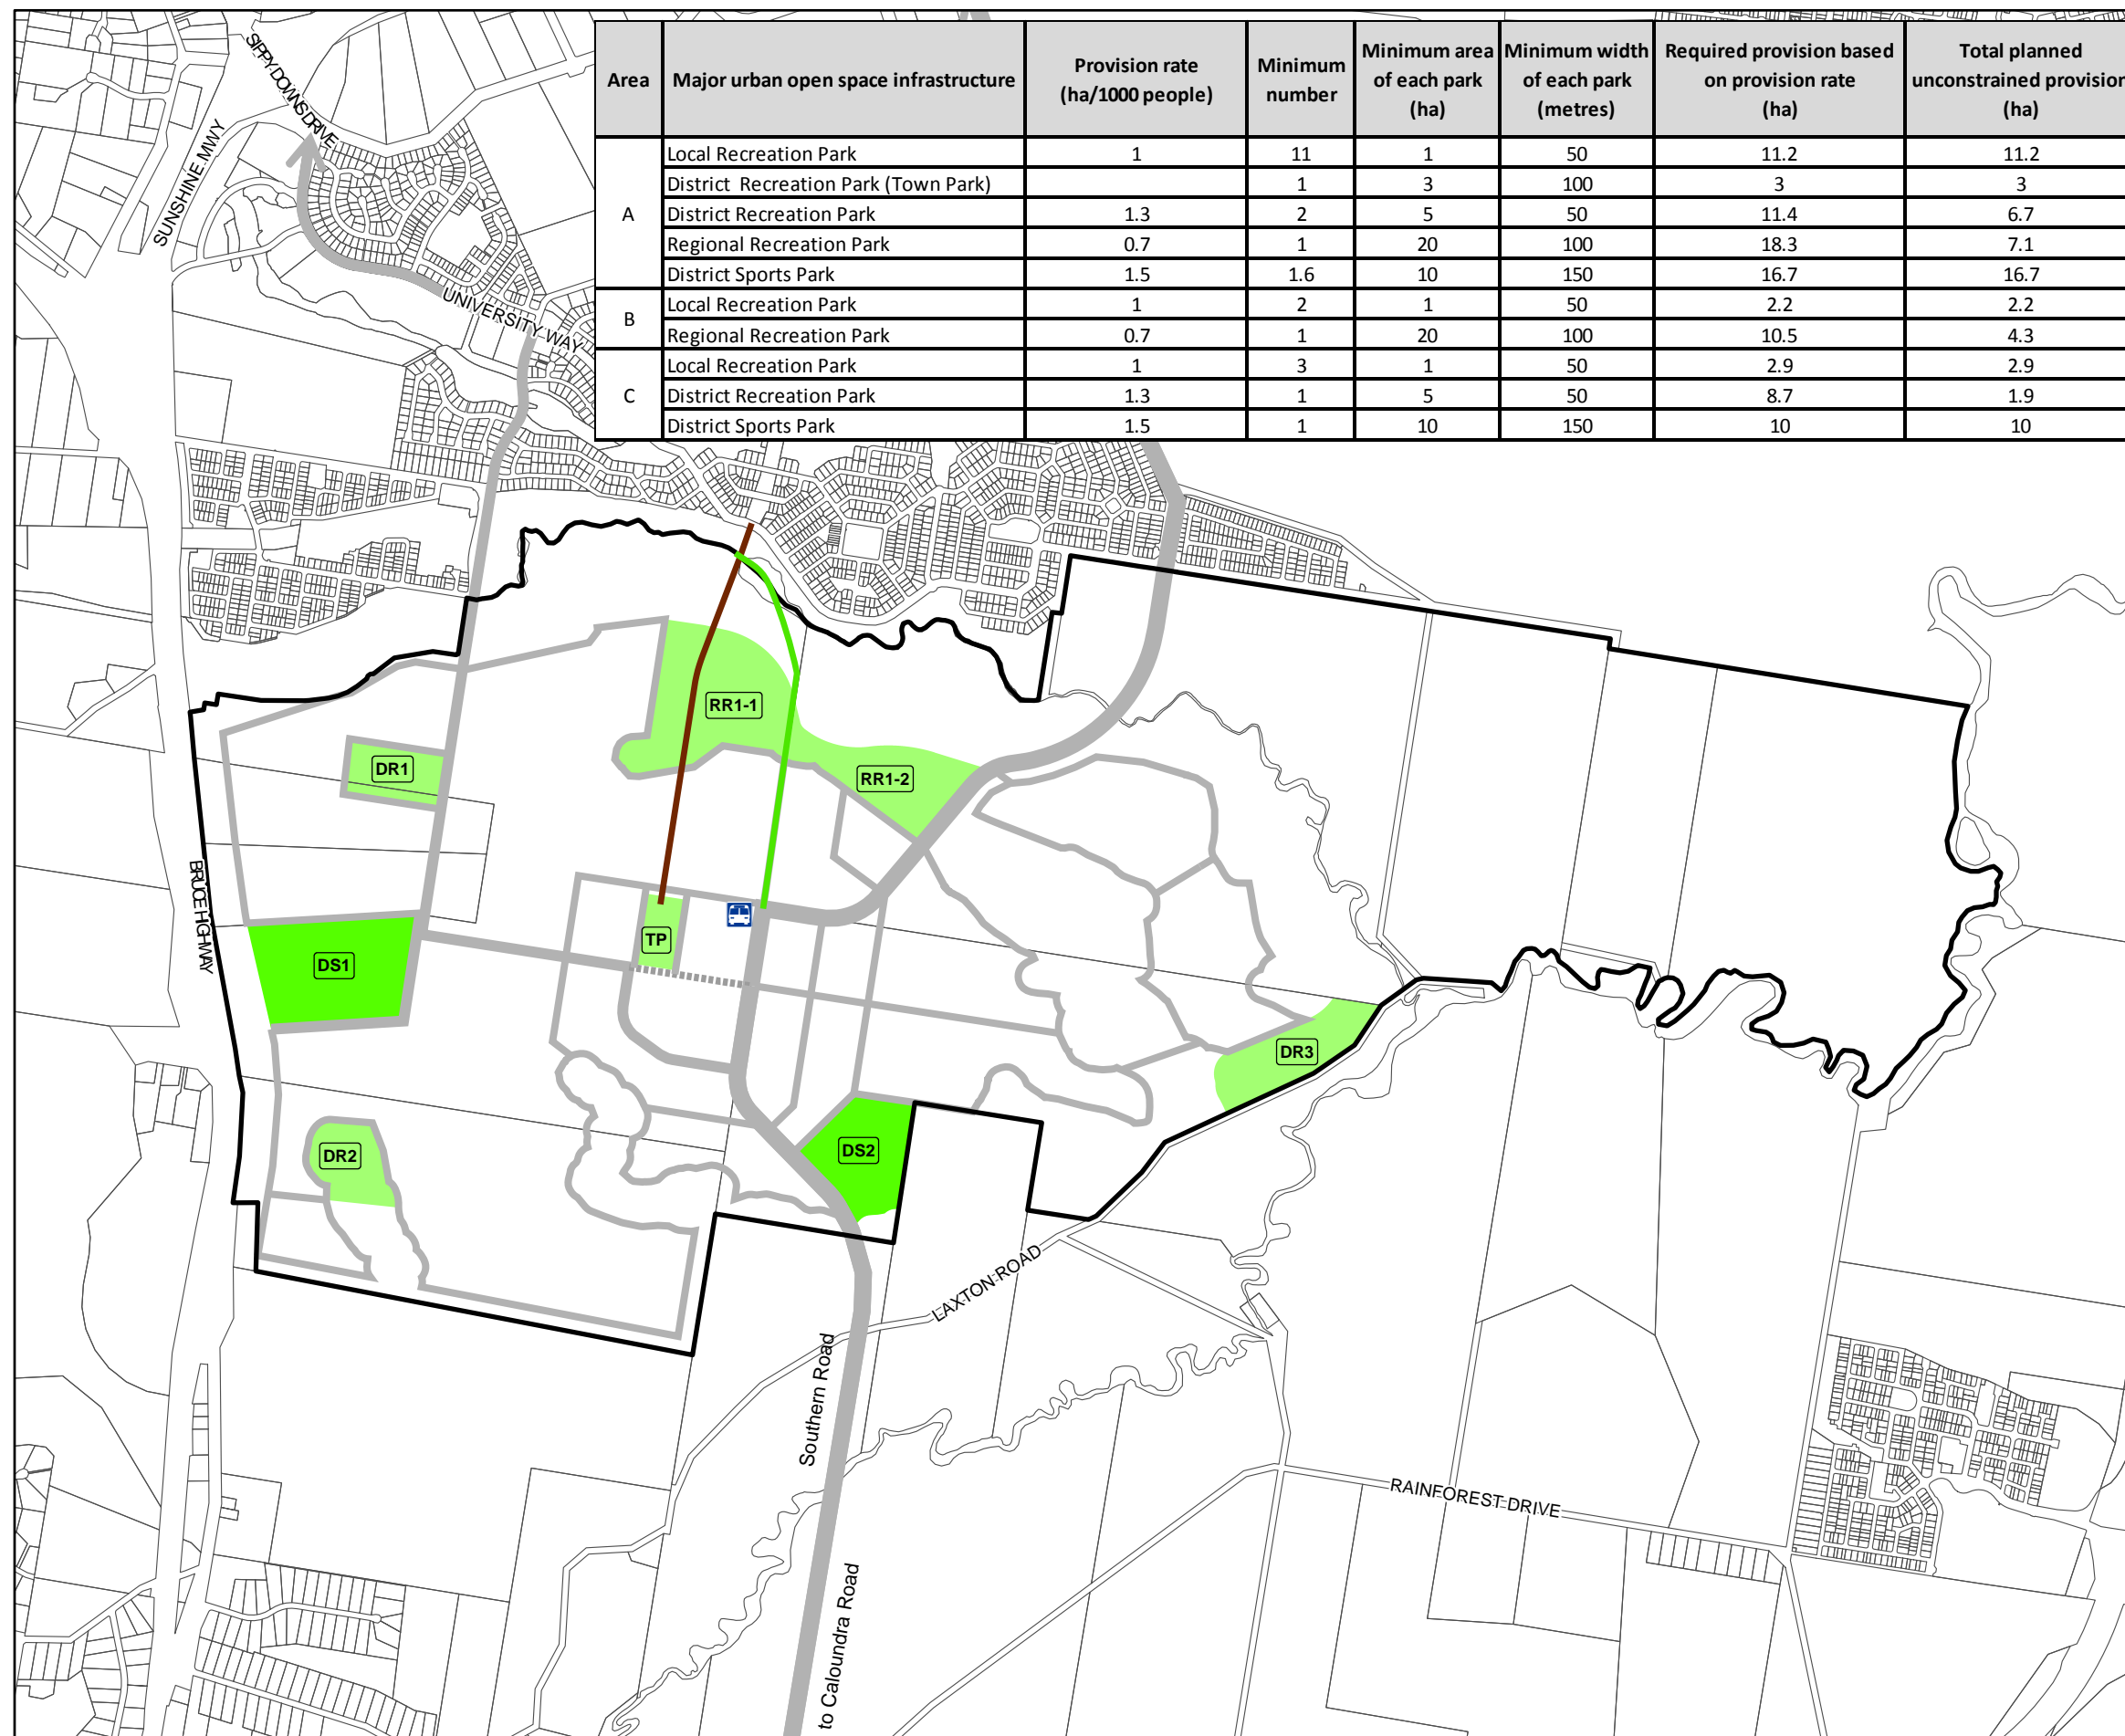 Area Major urban open space infrastructure Provision rate (ha/1000 people) Minimum number Minimum area of each park (ha) Minimum width of each park (metres) Required provision based on provision rate (ha) Total planned unconstrained provision (ha)
A
Local Recreation Park 1 11 1 50 11.2 11.2
District Recreation Park (Town Park) 1 3 100 3 3
District Recreation Park 1.3 2 5 50 11.4 6.7
Regional Recreation Park 0.7 1 20 100 18.3 7.1
District Sports Park 1.5 1.6 10 150 16.7 16.7
B
Local Recreation Park 1 2 1 50 2.2 2.2
Regional Recreation Park 0.7 1 20 100 10.5 4.3
C
Local Recreation Park 1 3 1 50 2.9 2.9
District Recreation Park 1.3 1 5 50 8.7 1.9
District Sports Park 1.5 1 10 150 10 10
SIPPY DOWNS DRIVE
SUNSHINE MWY
UNIVERSITY WAY
RR1-1
DR1
RR1-2
BRUCE HIGHWAY
TP
DS1
DR3
DS2
DR2
LAXTON ROAD
Southern Road
RAINFOREST DRIVE
to Caloundra Road